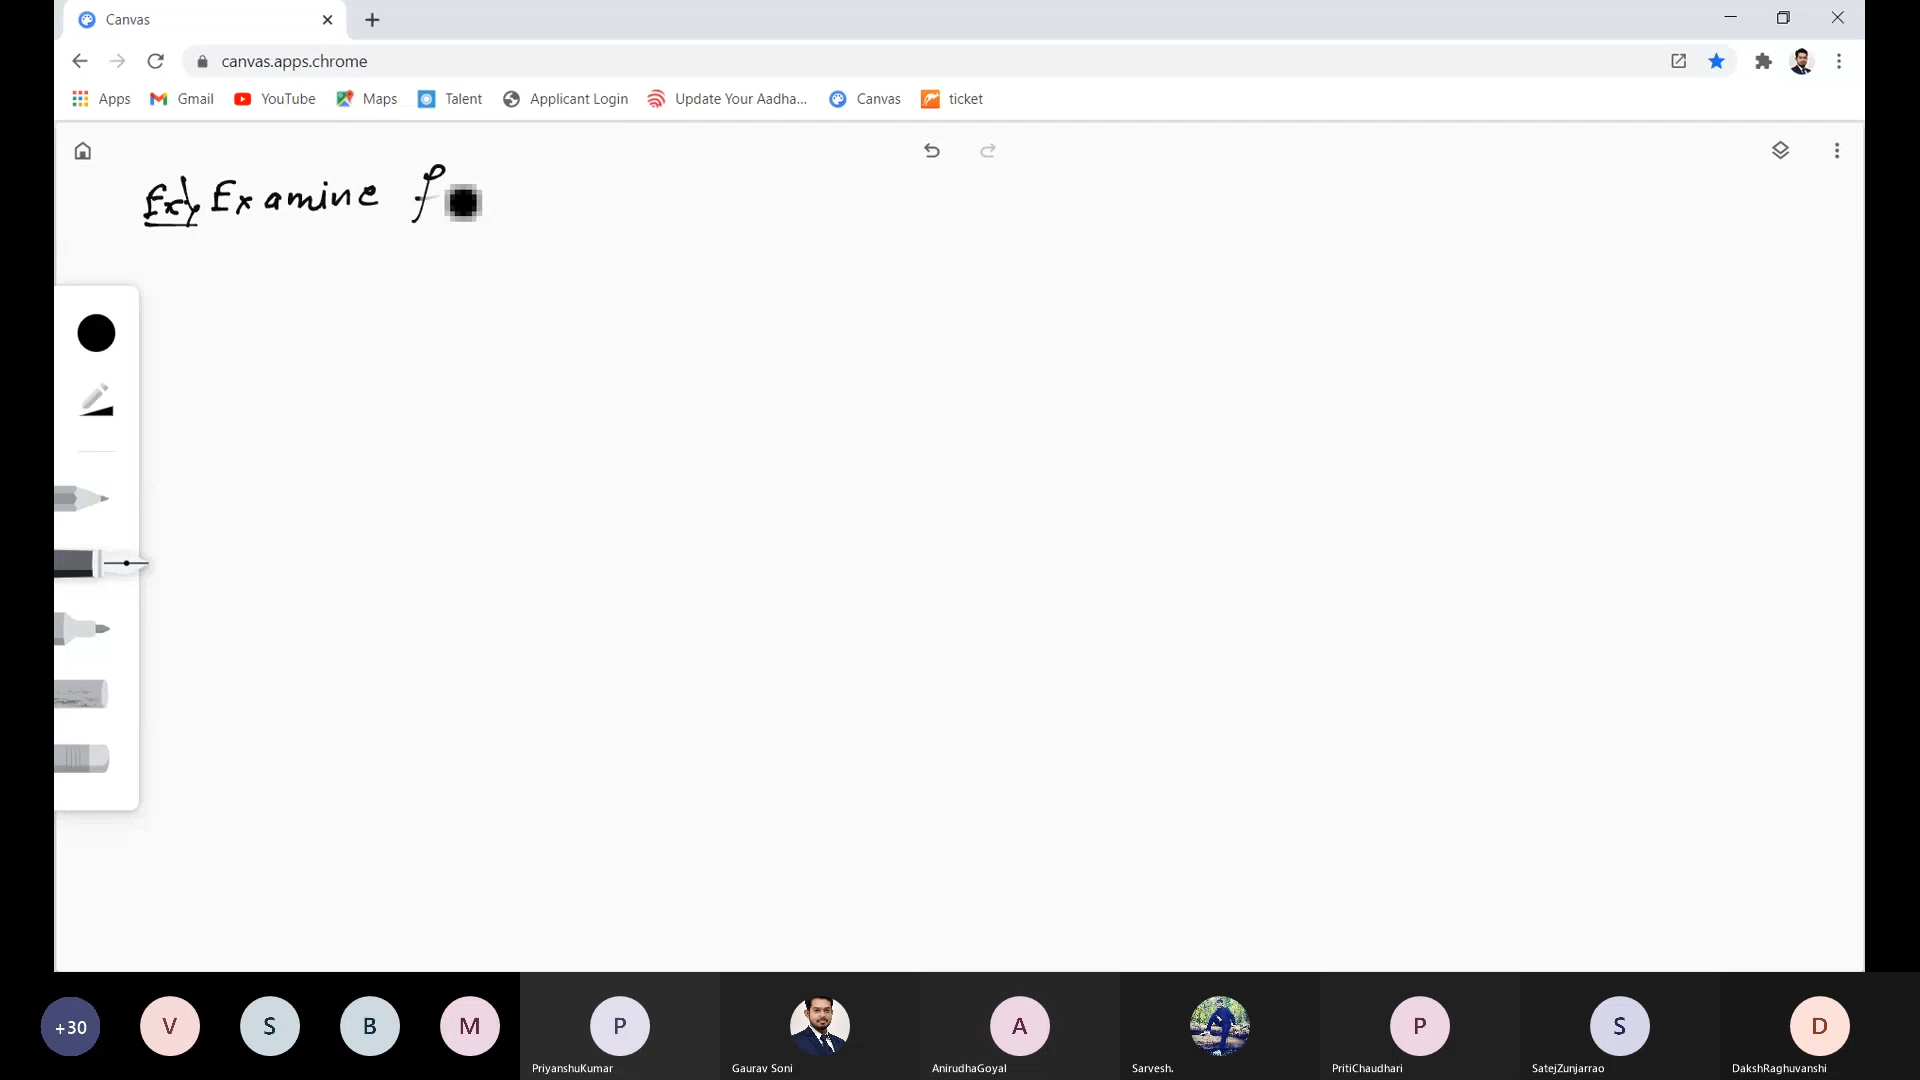 Canvas
canvas.apps.chrome
Apps Gmail YouTube Maps Talent Applicant Login Update Your Aadha... Canvas ticket
Ex) Examine f
+30 V S B M P A P S D
PriyanshuKumar Gaurav Soni AnirudhaGoyal Sarvesh. PritiChaudhari SatejZunjarrao DakshRaghuvanshi